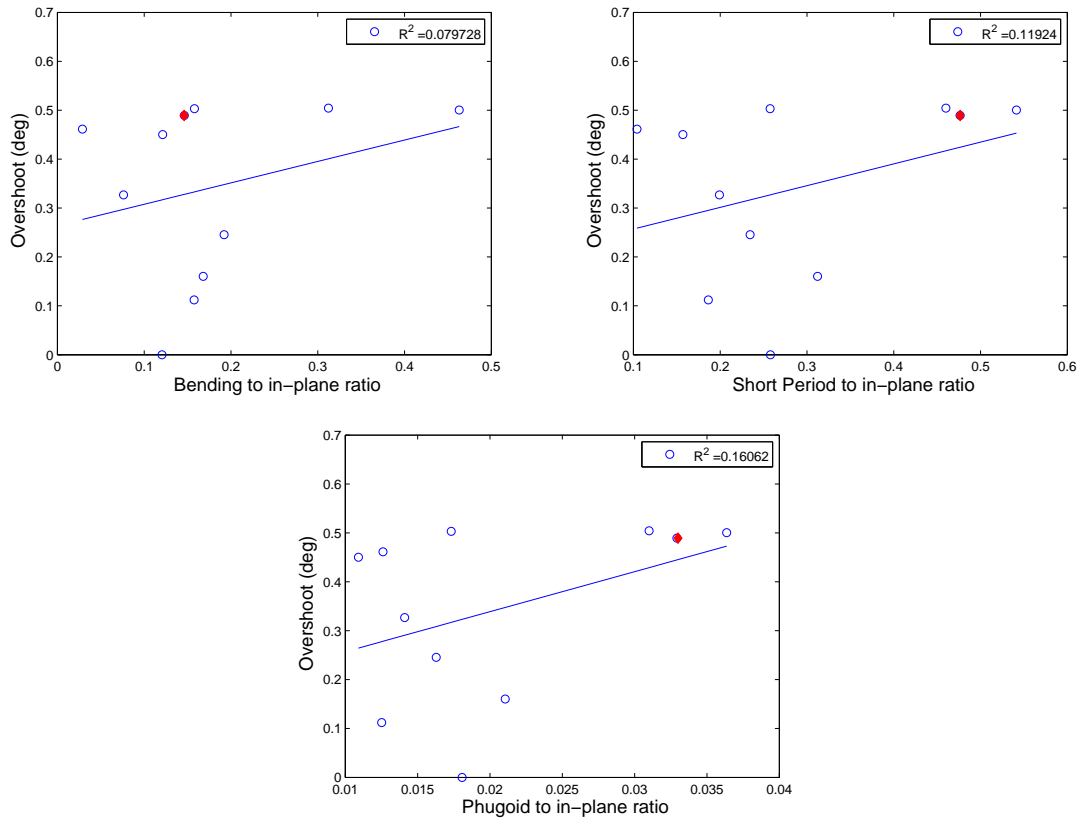 R² =0.079728
0.7
0.6
0.5
0.4
0.3
0.2
0.1
0
Overshoot (deg)
0 0.1 0.2 0.3 0.4 0.5
Bending to in−plane ratio
R² =0.11924
0.7
0.6
0.5
0.4
0.3
0.2
0.1
0
Overshoot (deg)
0.1 0.2 0.3 0.4 0.5 0.6
Short Period to in−plane ratio
R² =0.16062
0.7
0.6
0.5
0.4
0.3
0.2
0.1
0
Overshoot (deg)
0.01 0.015 0.02 0.025 0.03 0.035 0.04
Phugoid to in−plane ratio